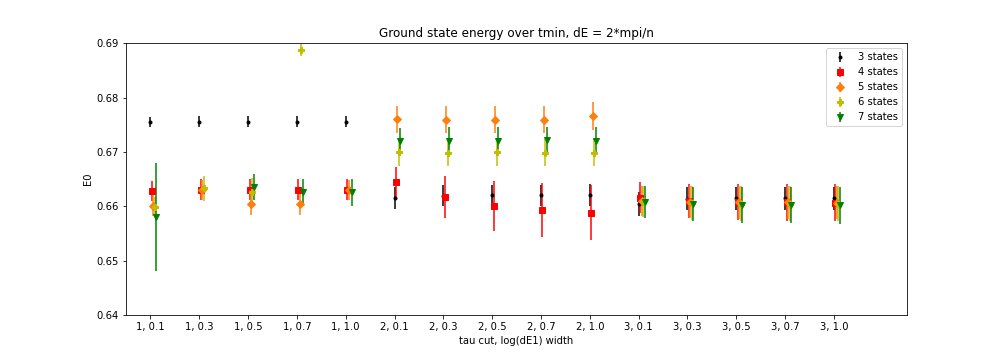 Ground state energy over tmin, dE = 2*mpi/n
0.69
0.68
0.67
0.66
0.65
0.64
E0
3 states
4 states
5 states
6 states
7 states
1, 0.1 1, 0.3 1, 0.5 1, 0.7 1, 1.0 2, 0.1 2, 0.3 2, 0.5 2, 0.7 2, 1.0 3, 0.1 3, 0.3 3, 0.5 3, 0.7 3, 1.0
tau cut, log(dE1) width